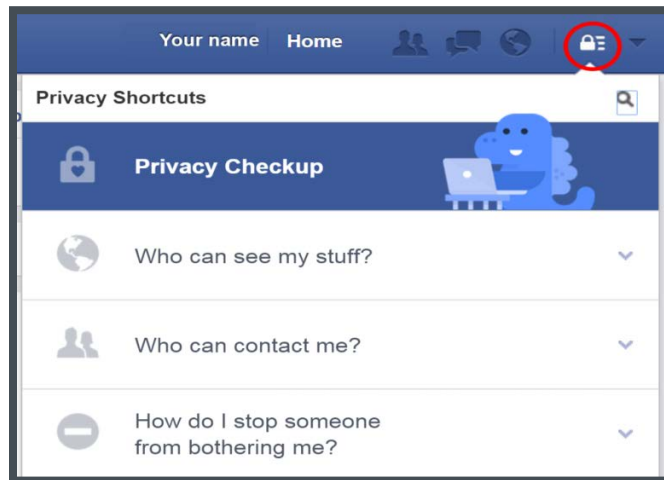 Your name Home
Privacy Shortcuts
Privacy Checkup
Who can see my stuff?
Who can contact me?
How do I stop someone
from bothering me?